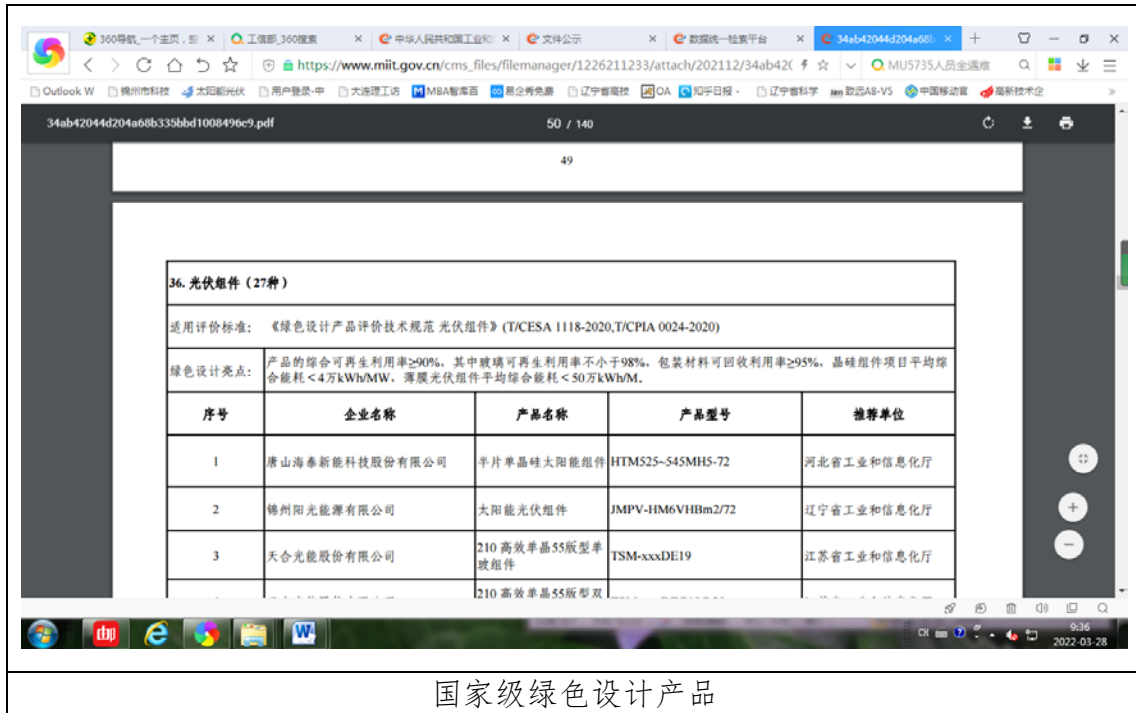 360导航_一个主页，整
工信部_360搜索
中华人民共和国工业和
文件公示
数据统一检索平台
34ab42044d204a68b
https://www.miit.gov.cn/cms_files/filemanager/1226211233/attach/202112/34ab42(
MU5735人员全遇难
Outlook W
锦州市科技
太阳能光伏
用户登录-中
大连理工访
MBA智库百
易企秀免费
辽宁省高技
OA
知乎日报 -
辽宁省科学
致远A8-V5
中国移动官
高新技术企
34ab42044d204a68b335bbd1008496c9.pdf
50 / 140
49
36. 光伏组件（27种）
适用评价标准： 《绿色设计产品评价技术规范 光伏组件》(T/CESA 1118-2020,T/CPIA 0024-2020)
绿色设计亮点： 产品的综合可再生利用率≥90%，其中玻璃可再生利用率不小于98%，包装材料可回收利用率≥95%，晶硅组件项目平均综
合能耗＜4万kWh/MW，薄膜光伏组件平均综合能耗＜50万kWh/M。
序号 企业名称 产品名称 产品型号 推荐单位
1 唐山海泰新能科技股份有限公司 半片单晶硅太阳能组件 HTM525~545MH5-72 河北省工业和信息化厅
2 锦州阳光能源有限公司 太阳能光伏组件 JMPV-HM6VHBm2/72 辽宁省工业和信息化厅
3 天合光能股份有限公司 210 高效单晶55版型单玻组件 TSM-xxxDE19 江苏省工业和信息化厅
210 高效单晶55版型双
CH
9:36
2022-03-28
国家级绿色设计产品